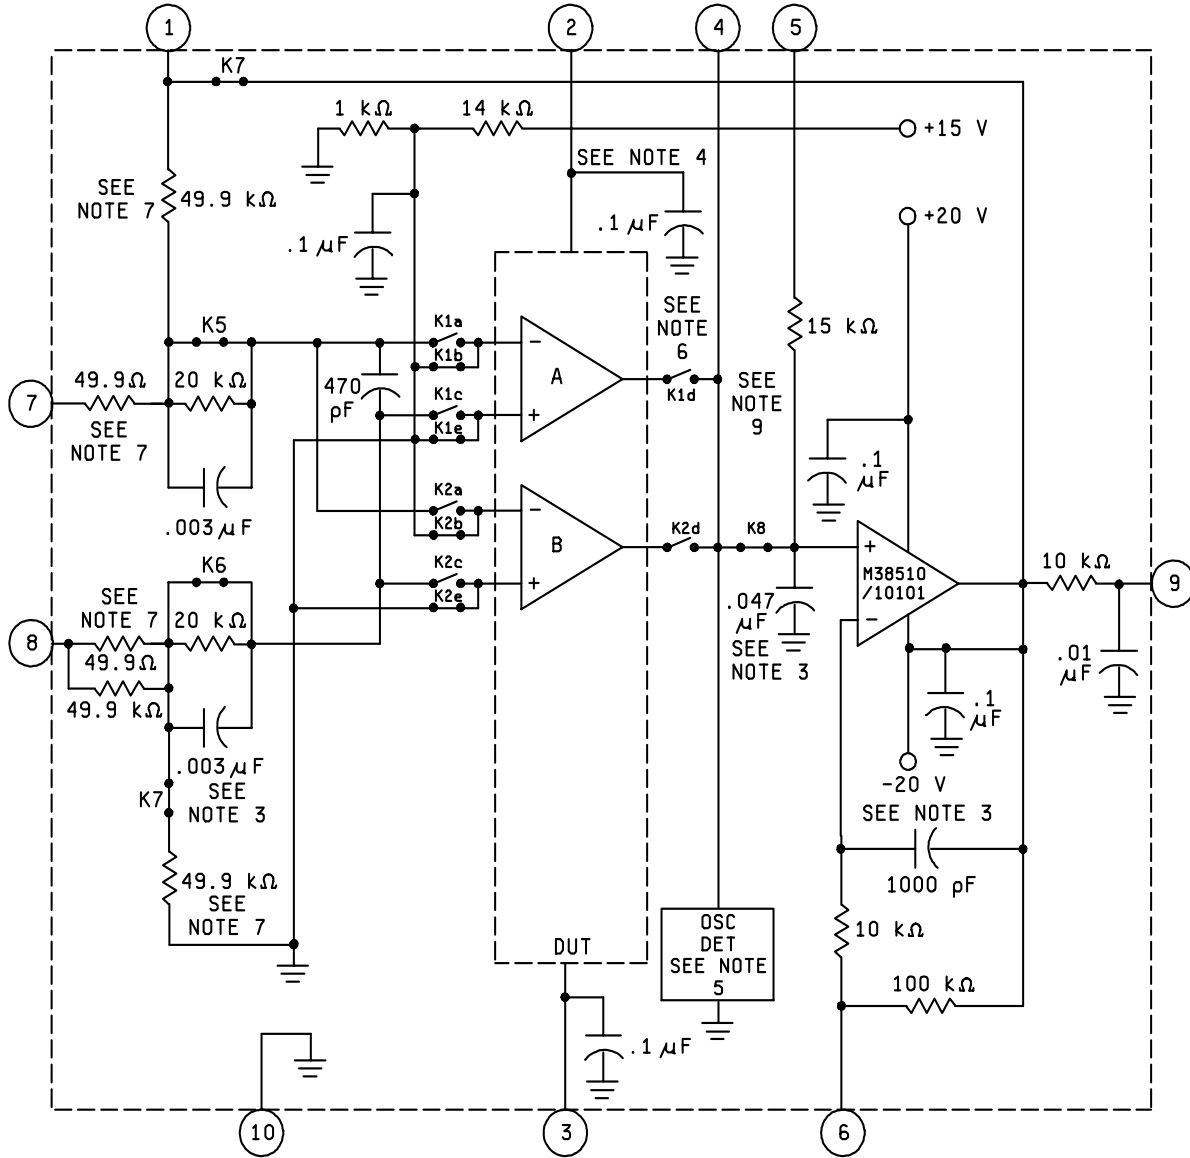 1
2
4
5
K7
1 kΩ
14 kΩ
+15 V
SEE NOTE 4
SEE
NOTE 7
49.9 kΩ
.1 μF
.1 μF
+20 V
K5
K1a
K1b
SEE
NOTE
6
15 kΩ
7
49.9Ω
20 kΩ
470
pF
A
K1d
SEE
NOTE
9
SEE
NOTE 7
K1c
K1e
.1
μF
.003 μF
K2a
K2b
B
K2d
K8
K6
K2c
K2e
M38510
/10101
10 kΩ
9
SEE
NOTE 7
20 kΩ
.047
μF
SEE
NOTE 3
8
49.9Ω
49.9 kΩ
.01
μF
.1
μF
.003 μF
SEE
NOTE 3
K7
-20 V
SEE NOTE 3
1000 pF
49.9 kΩ
SEE
NOTE 7
10 kΩ
OSC
DET
SEE NOTE
5
DUT
100 kΩ
.1 μF
10
3
6
+
-
-
+
-
+